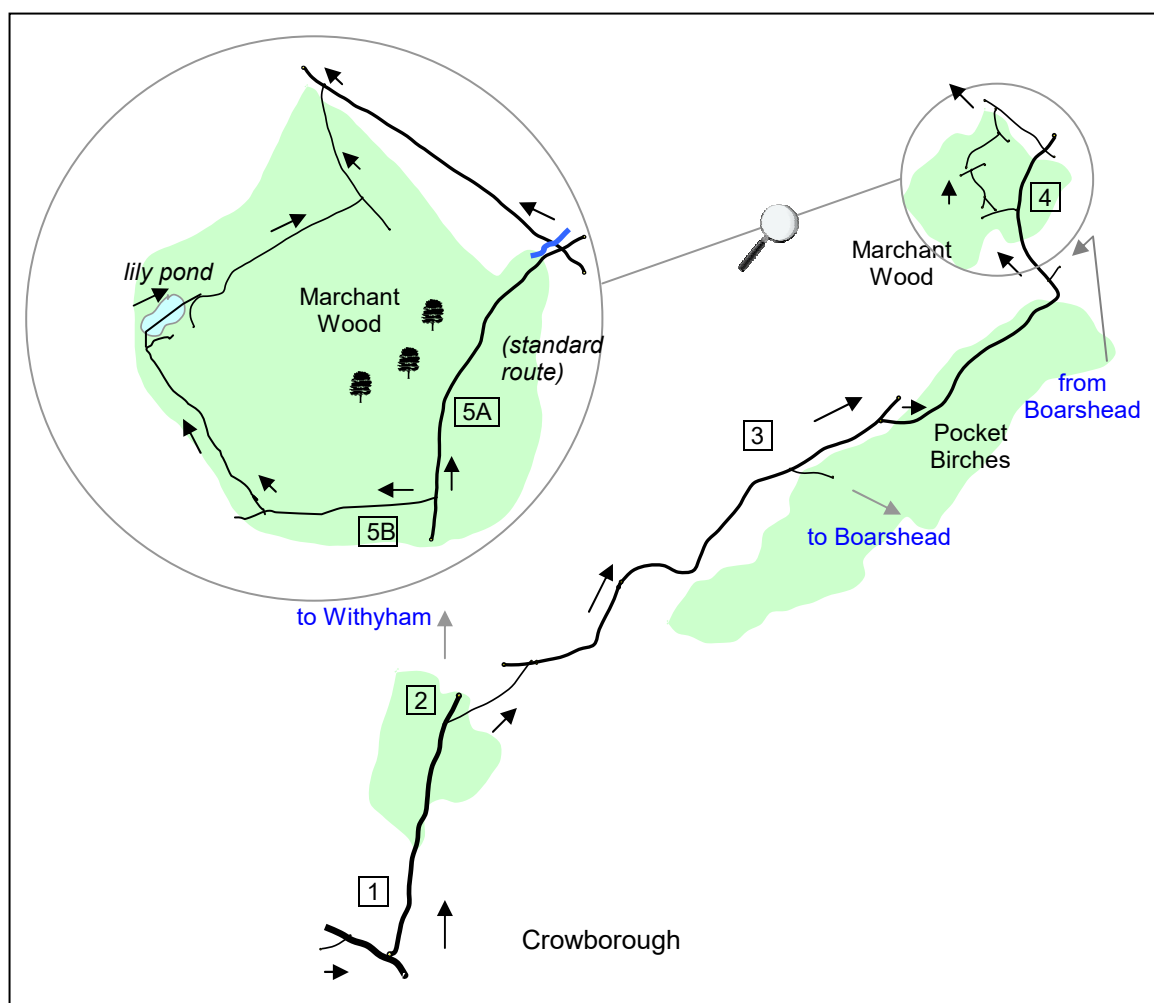 lily pond
Marchant
Wood
(standard
route)
5A
5B
4
Marchant
Wood
from
Boarshead
3
Pocket
Birches
to Boarshead
to Withyham
2
1
Crowborough